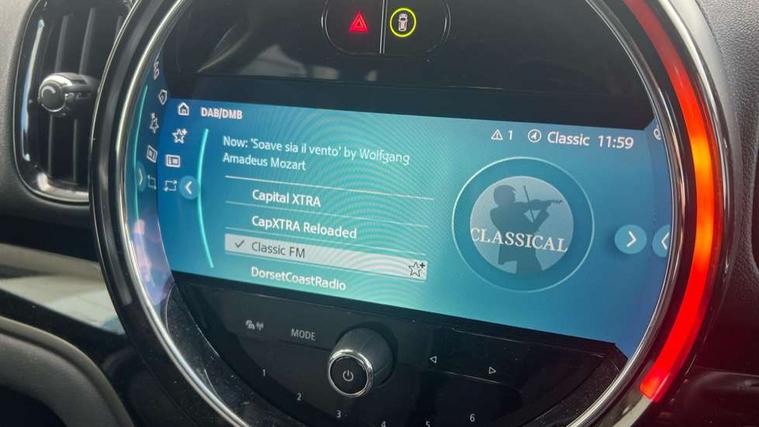 DAB/DMB
1 Classic 11:59
Now: 'Soave sia il vento' by Wolfgang
Amadeus Mozart
Capital XTRA
CapXTRA Reloaded
Classic FM
DorsetCoastRadio
CLASSICAL
MODE
1 2 3 4 5 6